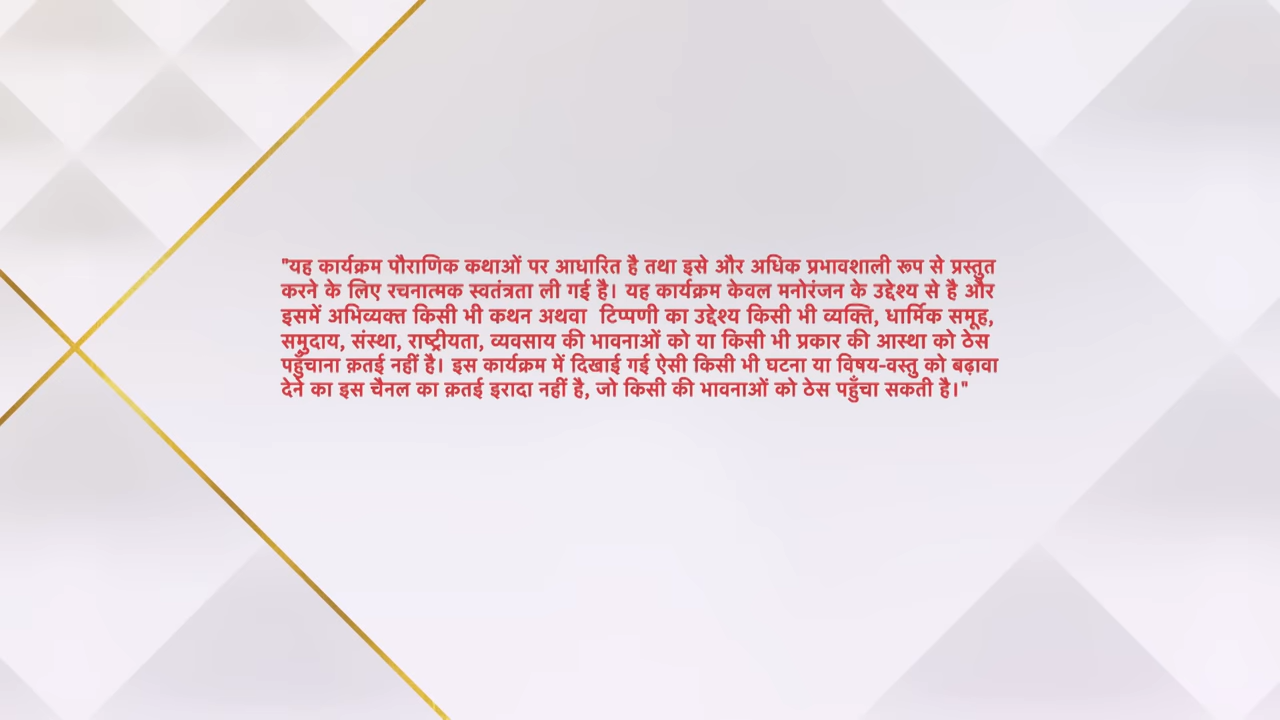 "यह कार्यक्रम पौराणिक कथाओं पर आधारित है तथा इसे और अधिक प्रभावशाली रूप से प्रस्तुत
करने के लिए रचनात्मक स्वतंत्रता ली गई है। यह कार्यक्रम केवल मनोरंजन के उद्देश्य से है और
इसमें अभिव्यक्त किसी भी कथन अथवा  टिप्पणी का उद्देश्य किसी भी व्यक्ति, धार्मिक समूह,
समुदाय, संस्था, राष्ट्रीयता, व्यवसाय की भावनाओं को या किसी भी प्रकार की आस्था को ठेस
पहुँचाना क़तई नहीं है। इस कार्यक्रम में दिखाई गई ऐसी किसी भी घटना या विषय-वस्तु को बढ़ावा
देने का इस चैनल का क़तई इरादा नहीं है, जो किसी की भावनाओं को ठेस पहुँचा सकती है।"